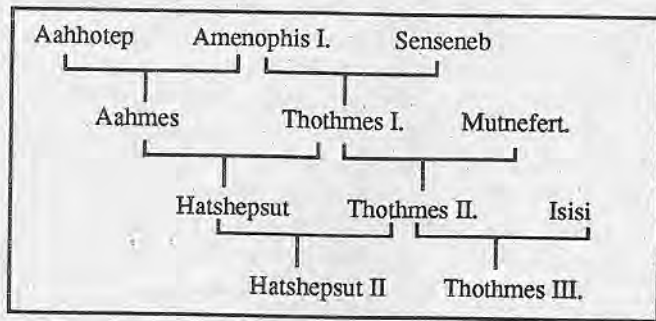 Aahhotep Amenophis I. Senseneb
Aahmes Thothmes I. Mutnefert.
Hatshepsut Thothmes II. Isisi
Hatshepsut II Thothmes III.